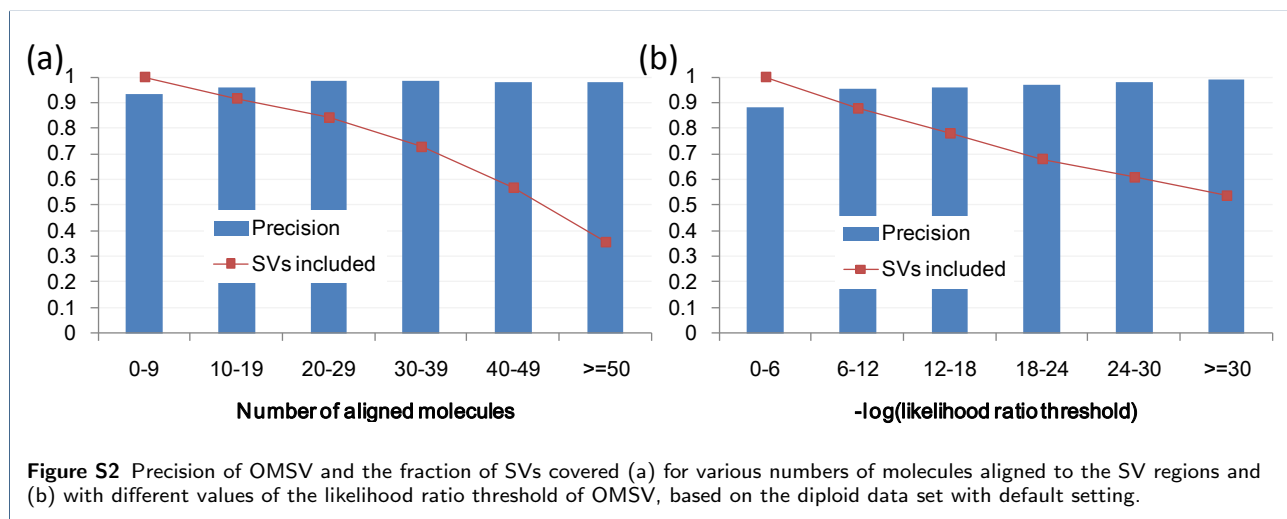 (a)
1
0.9
0.8
0.7
0.6
0.5
0.4
0.3
0.2
0.1
0
Precision
SVs included
0-9 10-19 20-29 30-39 40-49 >=50
Number of aligned molecules
(b)
1
0.9
0.8
0.7
0.6
0.5
0.4
0.3
0.2
0.1
0
Precision
SVs included
0-6 6-12 12-18 18-24 24-30 >=30
-log(likelihood ratio threshold)
Figure S2 Precision of OMSV and the fraction of SVs covered (a) for various numbers of molecules aligned to the SV regions and
(b) with different values of the likelihood ratio threshold of OMSV, based on the diploid data set with default setting.